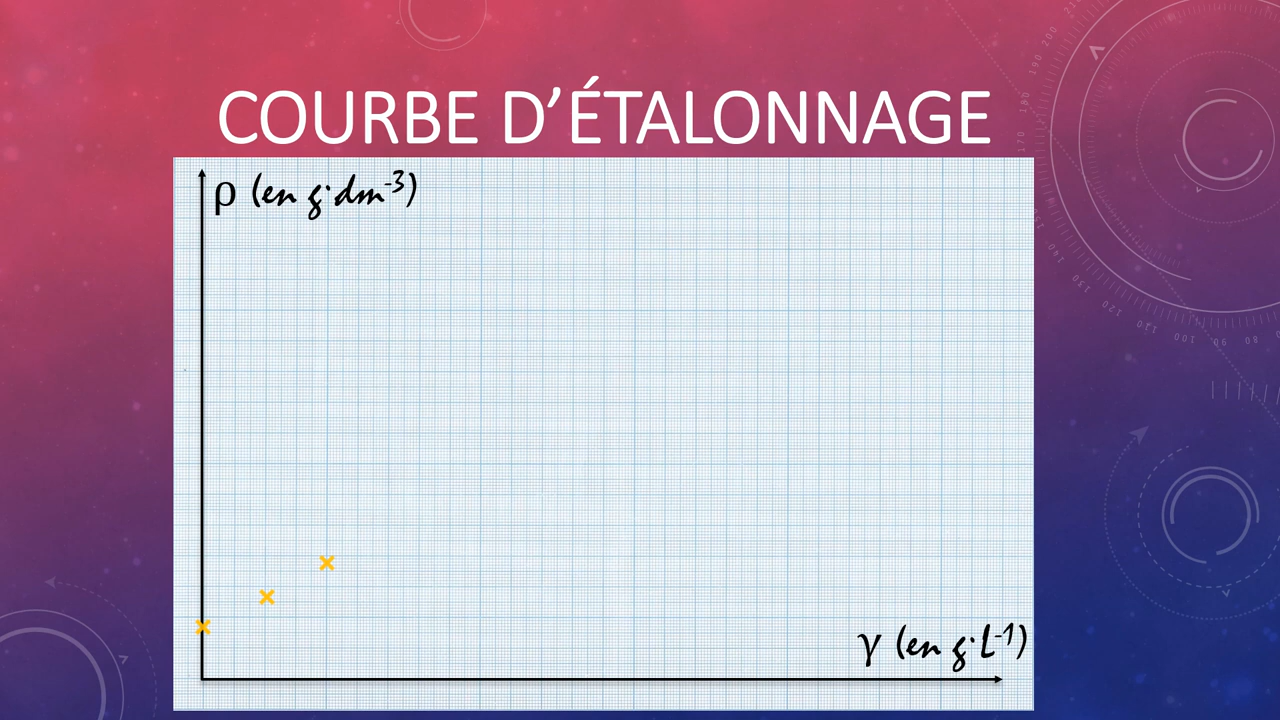 COURBE D'ÉTALONNAGE
ρ (en g·dm⁻³)
γ (en g·L⁻¹)